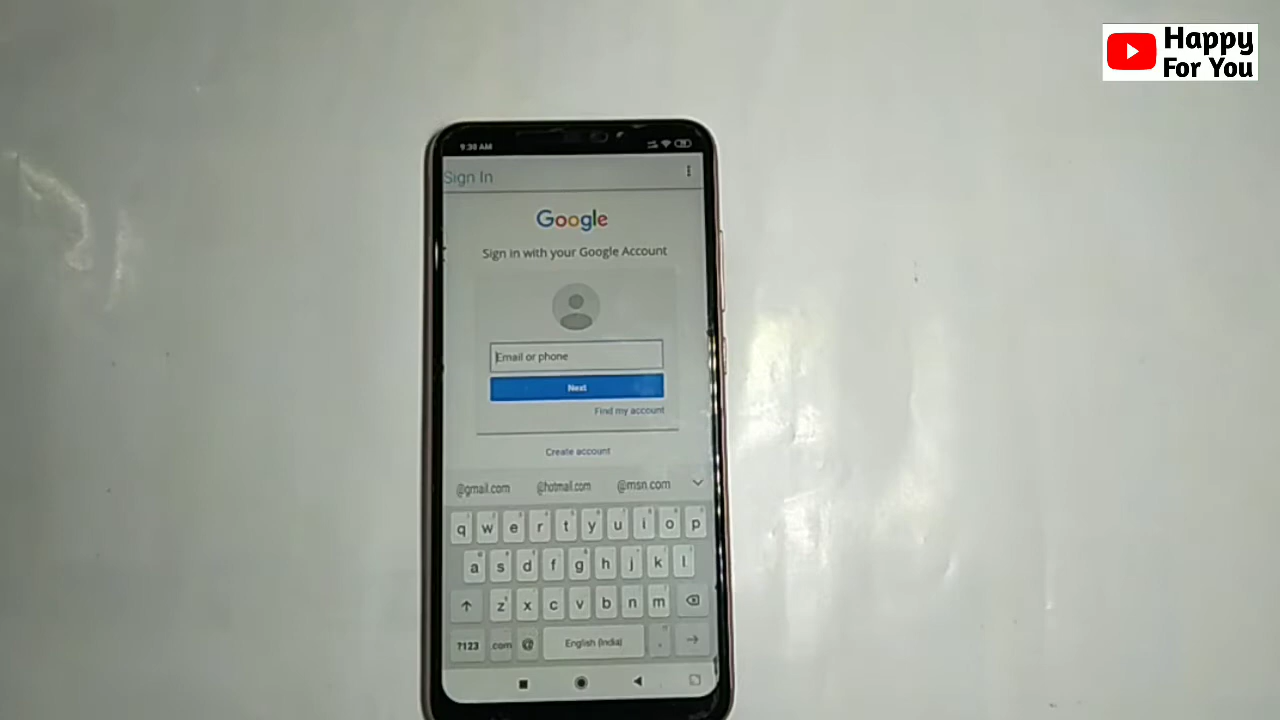 Happy
For You
9:30 AM
Sign In
Google
Sign in with your Google Account
Email or phone
Next
Find my account
Create account
@gmail.com @hotmail.com @msn.com
q w e r t y u i o p
a s d f g h j k l
z x c v b n m
?123 .com @ English (India) .